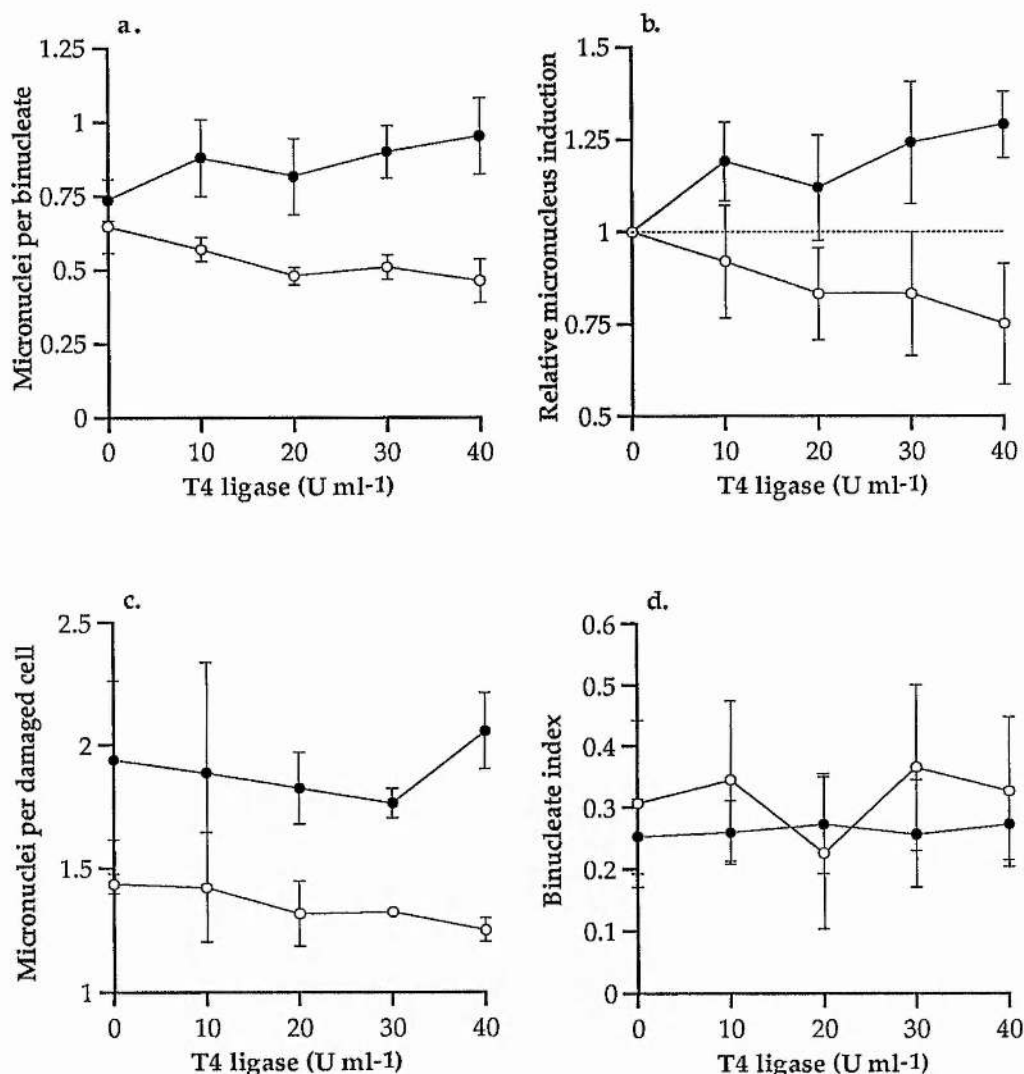 a.
Micronuclei per binucleate
1.25
1
0.75
0.5
0.25
0
0 10 20 30 40
T4 ligase (U ml-1)
b.
Relative micronucleus induction
1.5
1.25
1
0.75
0.5
0 10 20 30 40
T4 ligase (U ml-1)
c.
Micronuclei per damaged cell
2.5
2
1.5
1
0 10 20 30 40
T4 ligase (U ml-1)
d.
Binucleate index
0.6
0.5
0.4
0.3
0.2
0.1
0
0 10 20 30 40
T4 ligase (U ml-1)